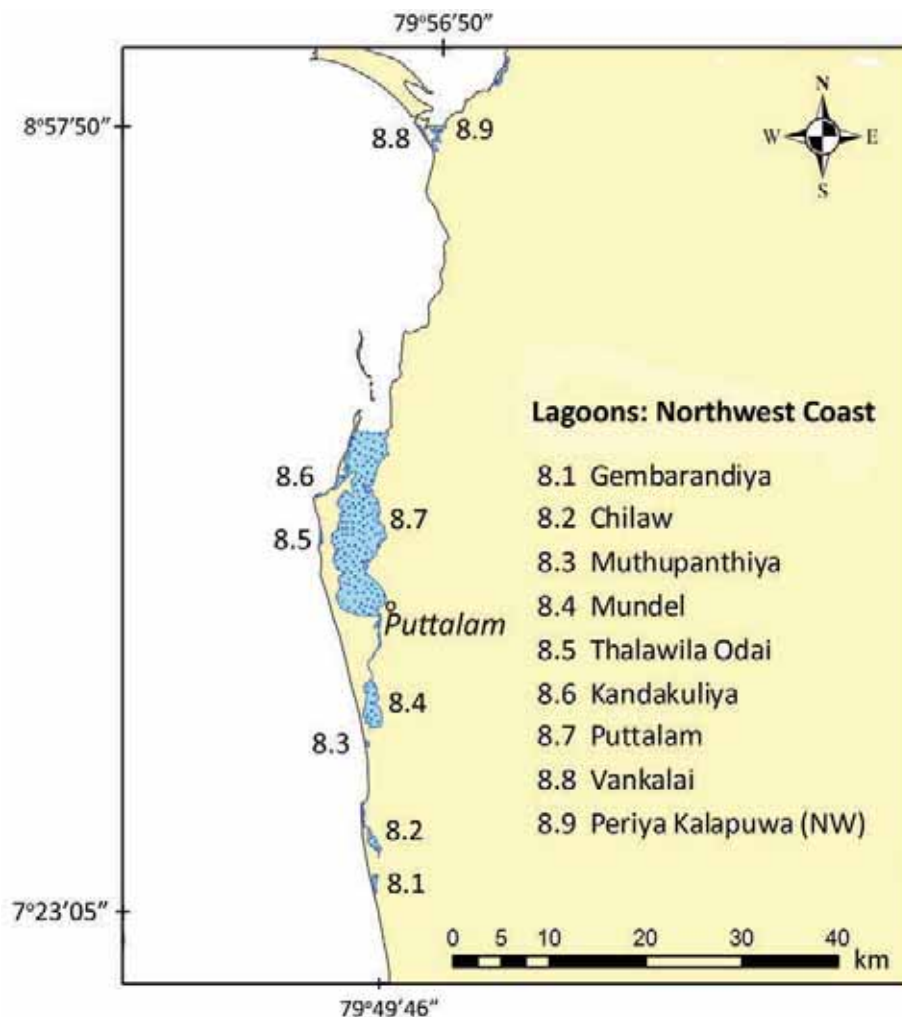 79°56'50"
N
W E
S
8°57'50"
8.8
8.9
Lagoons: Northwest Coast
8.6
8.7
8.5
8.1 Gembarandiya
8.2 Chilaw
8.3 Muthupanthiya
8.4 Mundel
8.5 Thalawila Odai
8.6 Kandakuliya
8.7 Puttalam
8.8 Vankalai
8.9 Periya Kalapuwa (NW)
Puttalam
8.4
8.3
8.2
8.1
7°23'05"
0 5 10 20 30 40
km
79°49'46"